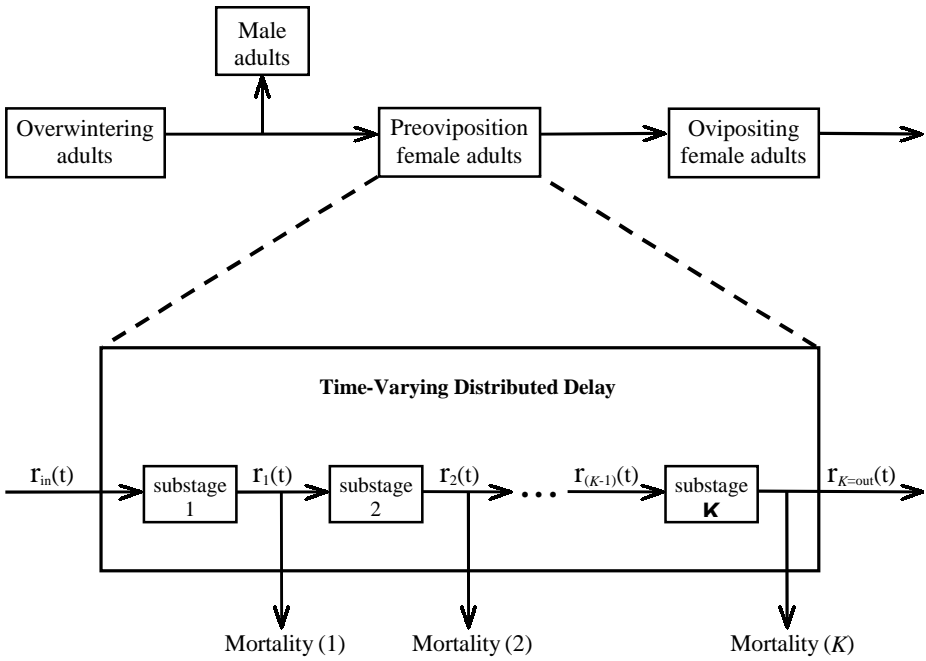 Male
adults
Overwintering
adults
Preoviposition
female adults
Ovipositing
female adults
Time-Varying Distributed Delay
r_in(t)
substage
1
r_1(t)
substage
2
r_2(t)
...
r_(K-1)(t)
substage
K
r_K=out(t)
Mortality (1)
Mortality (2)
Mortality (K)